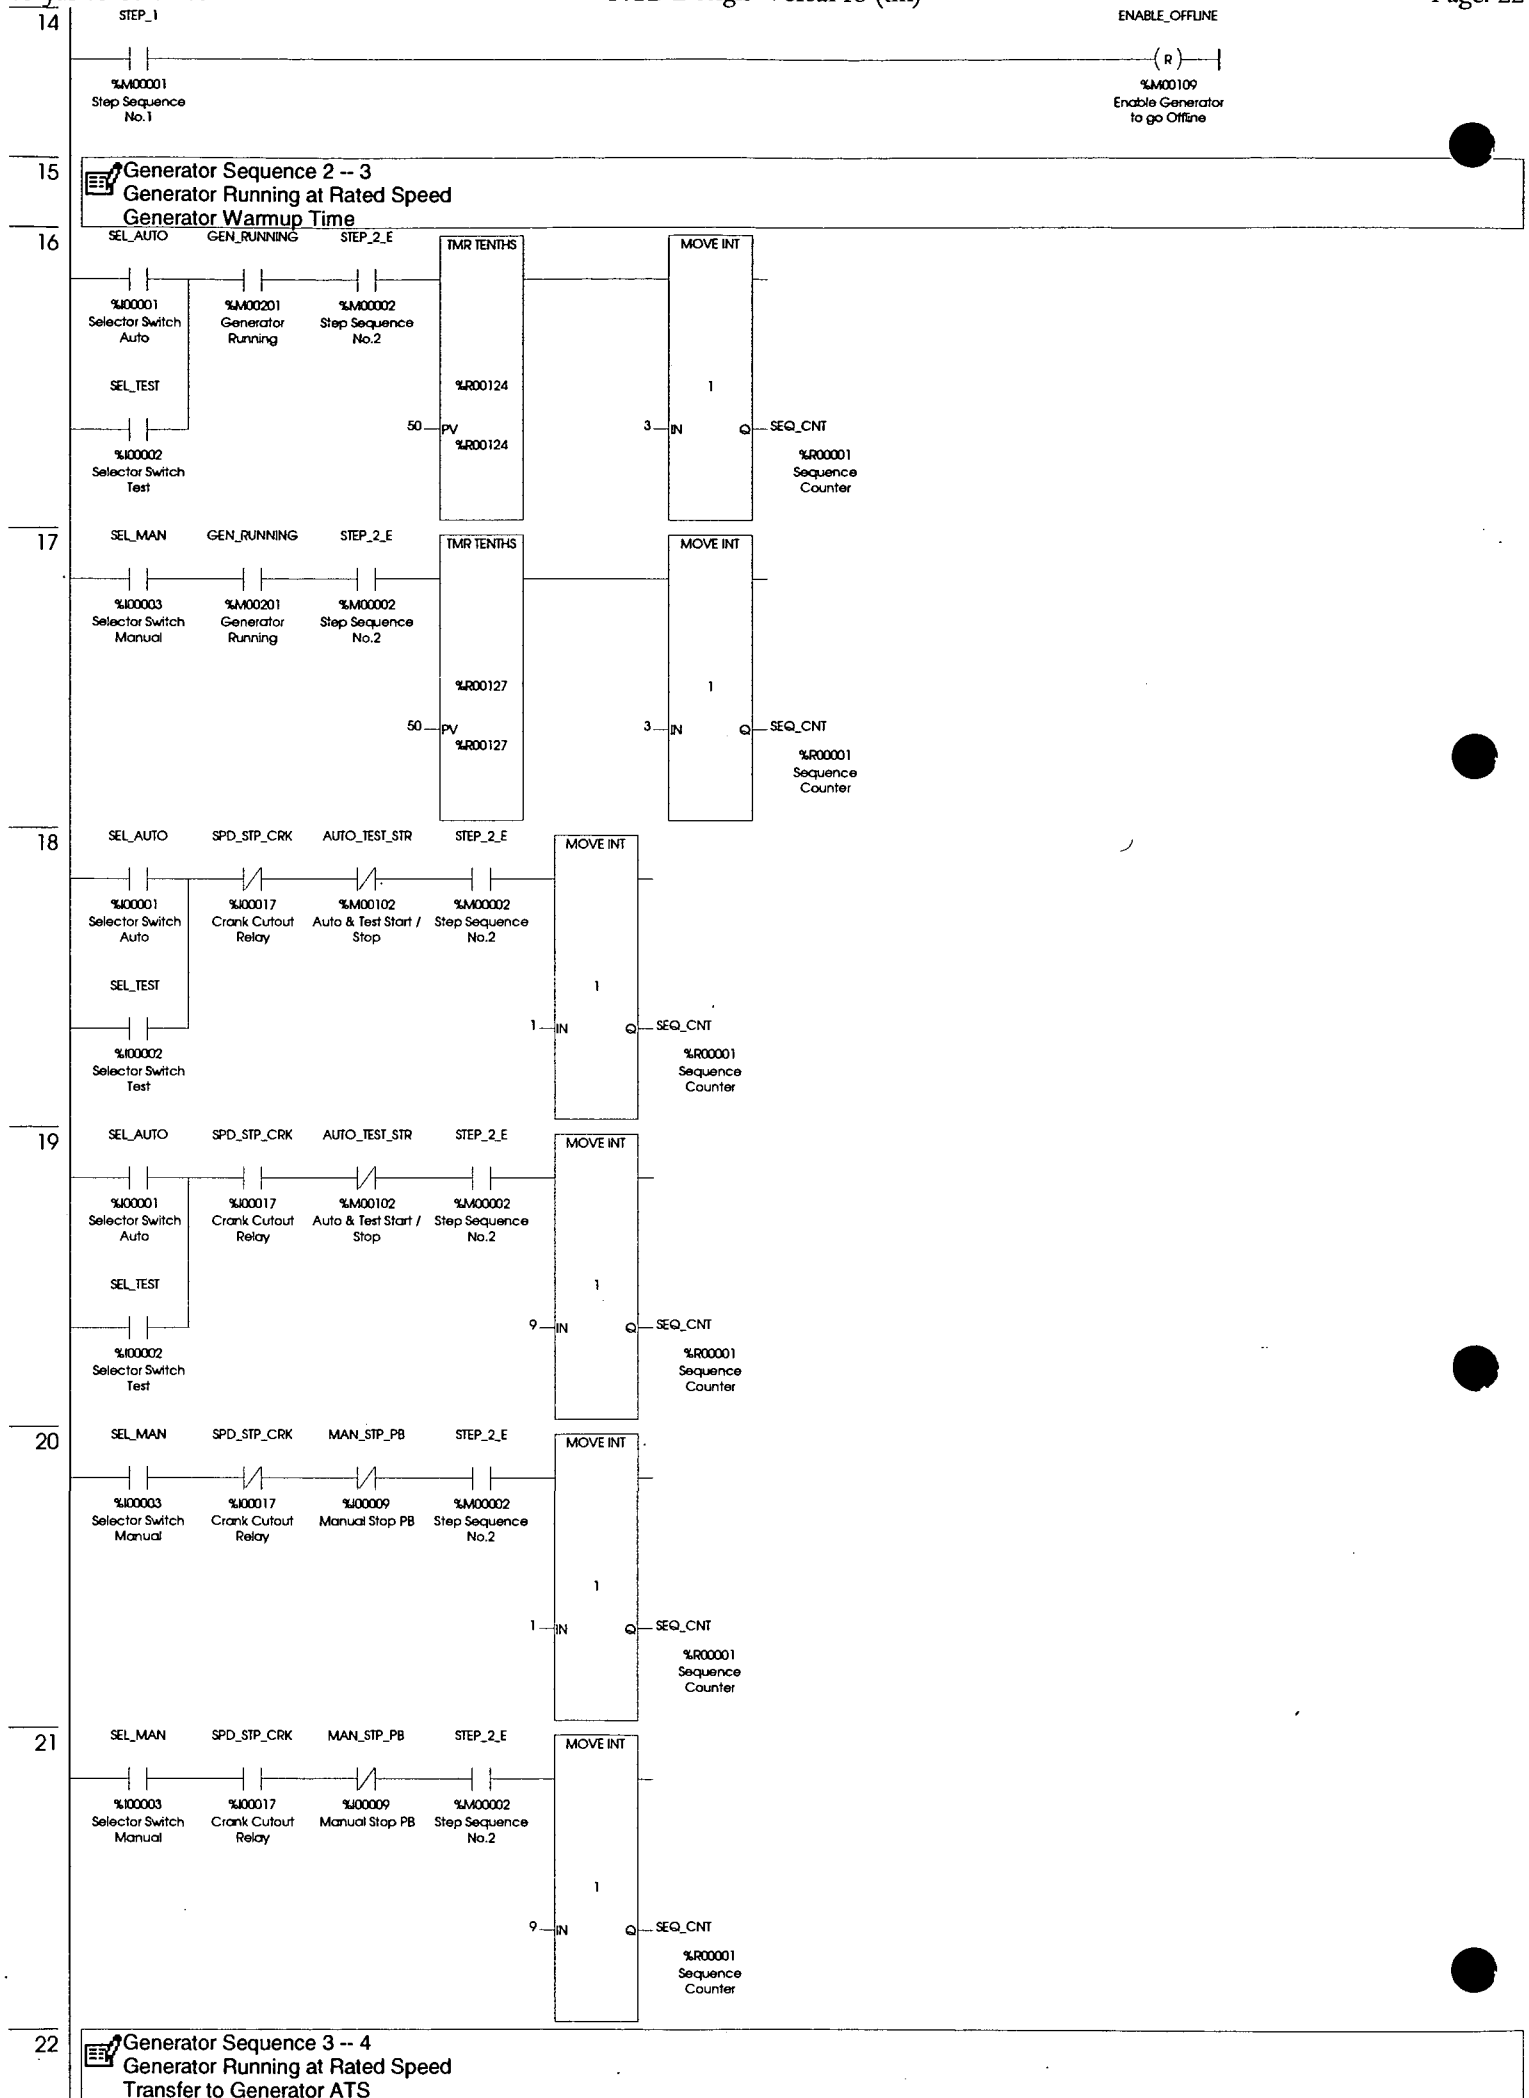 Page: 22
14
STEP_1
ENABLE_OFFLINE
(R)
%M00001
Step Sequence
No.1
%M00109
Enable Generator
to go Offline
15
Generator Sequence 2 -- 3
Generator Running at Rated Speed
Generator Warmup Time
16
SEL_AUTO GEN_RUNNING STEP_2_E TMR TENTHS MOVE INT
%I00001 %M00201 %M00002
Selector Switch Generator Step Sequence
Auto Running No.2
SEL_TEST %R00124 1
50 PV 3 IN Q SEQ_CNT
%R00124
%I00002 %R00001
Selector Switch Sequence
Test Counter
17
SEL_MAN GEN_RUNNING STEP_2_E TMR TENTHS MOVE INT
%I00003 %M00201 %M00002
Selector Switch Generator Step Sequence
Manual Running No.2
%R00127 1
50 PV 3 IN Q SEQ_CNT
%R00127
%R00001
Sequence
Counter
18
SEL_AUTO SPD_STP_CRK AUTO_TEST_STR STEP_2_E MOVE INT
%I00001 %I00017 %M00102 %M00002
Selector Switch Crank Cutout Auto & Test Start / Step Sequence
Auto Relay Stop No.2
SEL_TEST 1
1 IN Q SEQ_CNT
%I00002 %R00001
Selector Switch Sequence
Test Counter
19
SEL_AUTO SPD_STP_CRK AUTO_TEST_STR STEP_2_E MOVE INT
%I00001 %I00017 %M00102 %M00002
Selector Switch Crank Cutout Auto & Test Start / Step Sequence
Auto Relay Stop No.2
SEL_TEST 1
9 IN Q SEQ_CNT
%I00002 %R00001
Selector Switch Sequence
Test Counter
20
SEL_MAN SPD_STP_CRK MAN_STP_PB STEP_2_E MOVE INT
%I00003 %I00017 %I00009 %M00002
Selector Switch Crank Cutout Manual Stop PB Step Sequence
Manual Relay No.2
1
1 IN Q SEQ_CNT
%R00001
Sequence
Counter
21
SEL_MAN SPD_STP_CRK MAN_STP_PB STEP_2_E MOVE INT
%I00003 %I00017 %I00009 %M00002
Selector Switch Crank Cutout Manual Stop PB Step Sequence
Manual Relay No.2
1
9 IN Q SEQ_CNT
%R00001
Sequence
Counter
22
Generator Sequence 3 -- 4
Generator Running at Rated Speed
Transfer to Generator ATS